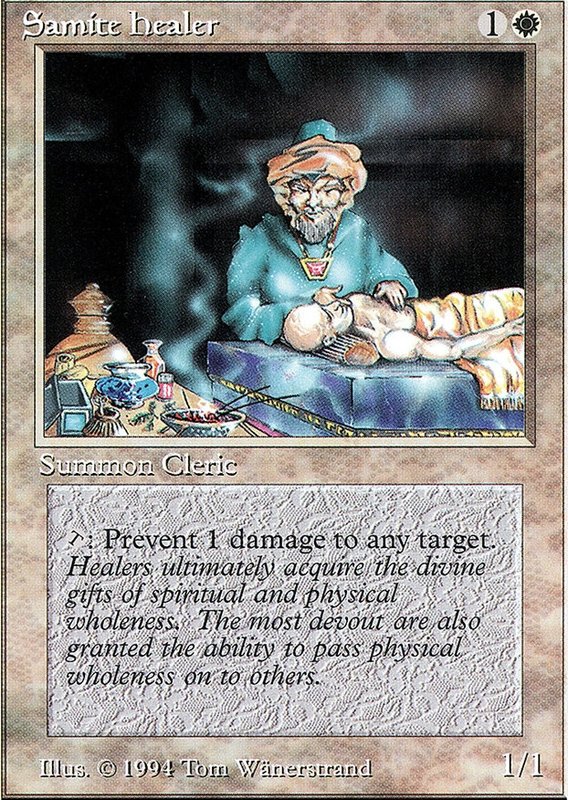 Samite Healer 1
Summon Cleric
T: Prevent 1 damage to any target.
Healers ultimately acquire the divine
gifts of spiritual and physical
wholeness. The most devout are also
granted the ability to pass physical
wholeness on to others.
Illus. © 1994 Tom Wänerstrand 1/1